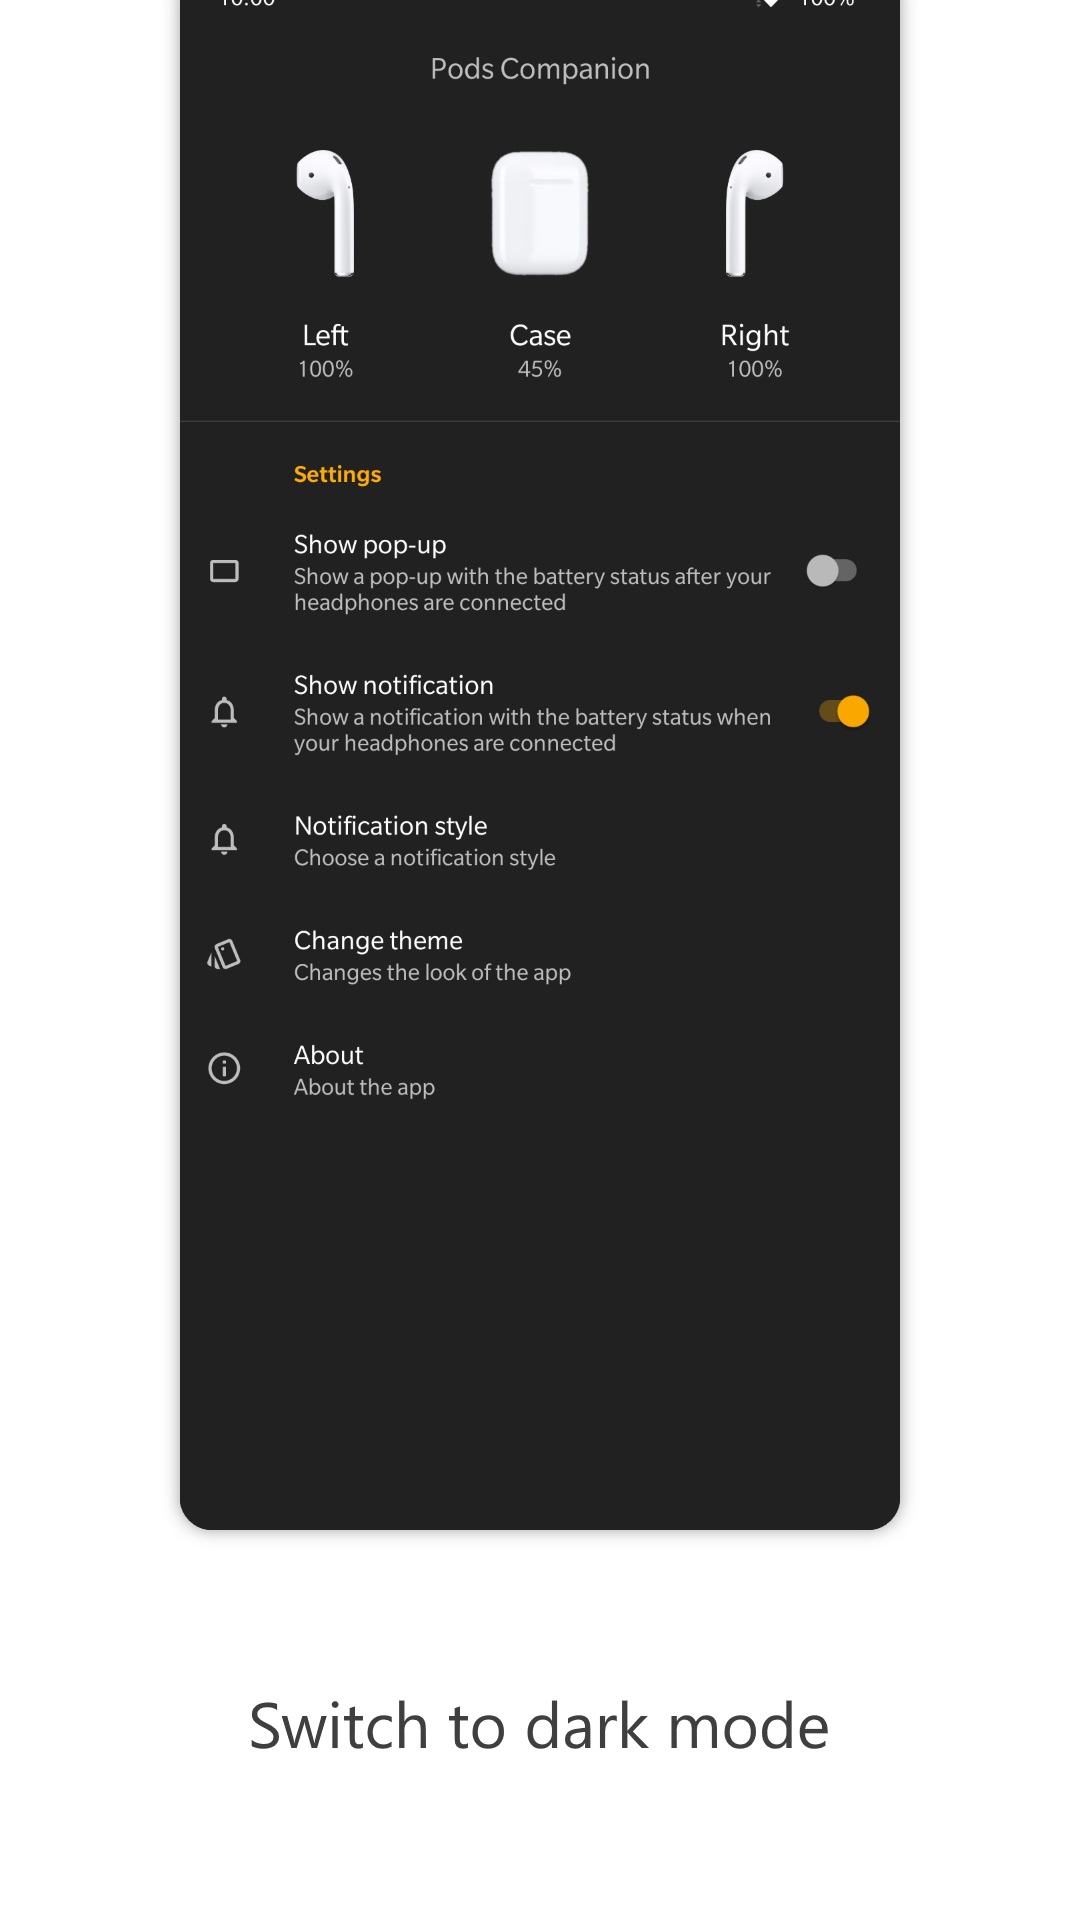 10:00 100%
Pods Companion
Left Case Right
100% 45% 100%
Settings
Show pop-up
Show a pop-up with the battery status after your
headphones are connected
Show notification
Show a notification with the battery status when
your headphones are connected
Notification style
Choose a notification style
Change theme
Changes the look of the app
About
About the app
Switch to dark mode